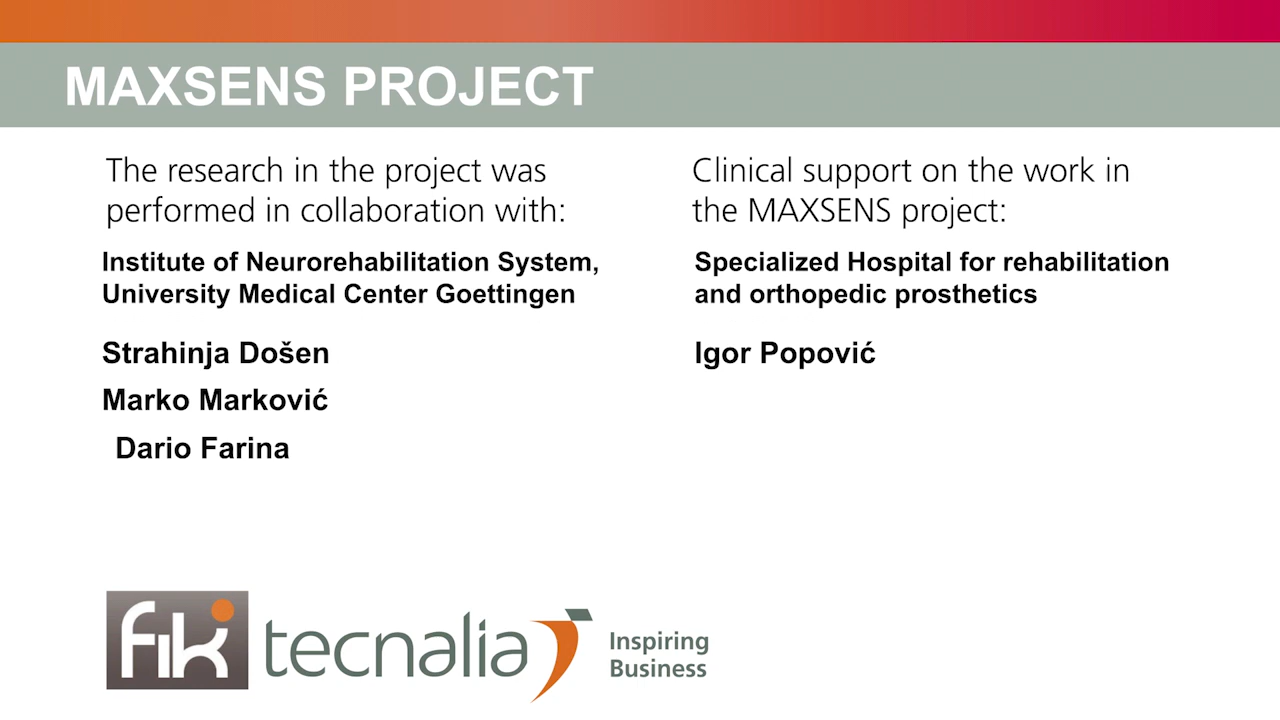 MAXSENS PROJECT
The research in the project was
performed in collaboration with:
Institute of Neurorehabilitation System,
University Medical Center Goettingen
Strahinja Došen
Marko Marković
Dario Farina
Clinical support on the work in
the MAXSENS project:
Specialized Hospital for rehabilitation
and orthopedic prosthetics
Igor Popović
fik
tecnalia
Inspiring
Business